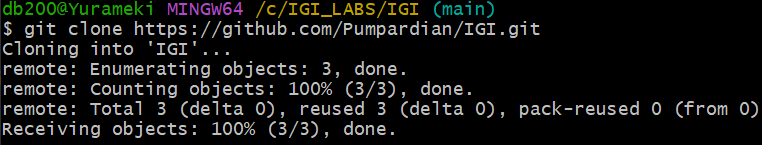 db200@Yurameki MINGW64 /c/IGI_LABS/IGI (main)
$ git clone https://github.com/Pumpardian/IGI.git
Cloning into 'IGI'...
remote: Enumerating objects: 3, done.
remote: Counting objects: 100% (3/3), done.
remote: Total 3 (delta 0), reused 3 (delta 0), pack-reused 0 (from 0)
Receiving objects: 100% (3/3), done.